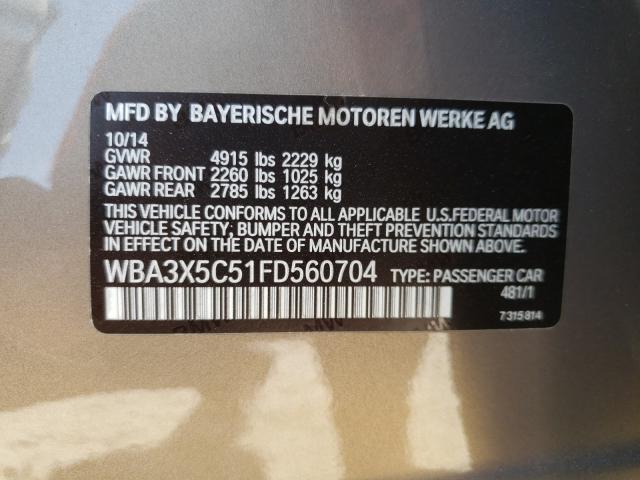 MFD BY BAYERISCHE MOTOREN WERKE AG
10/14
GVWR 4915 lbs 2229 kg
GAWR FRONT 2260 lbs 1025 kg
GAWR REAR 2785 lbs 1263 kg
THIS VEHICLE CONFORMS TO ALL APPLICABLE U.S.FEDERAL MOTOR
VEHICLE SAFETY, BUMPER AND THEFT PREVENTION STANDARDS
IN EFFECT ON THE DATE OF MANUFACTURE SHOWN ABOVE.
WBA3X5C51FD560704 TYPE: PASSENGER CAR
481/1
7315814